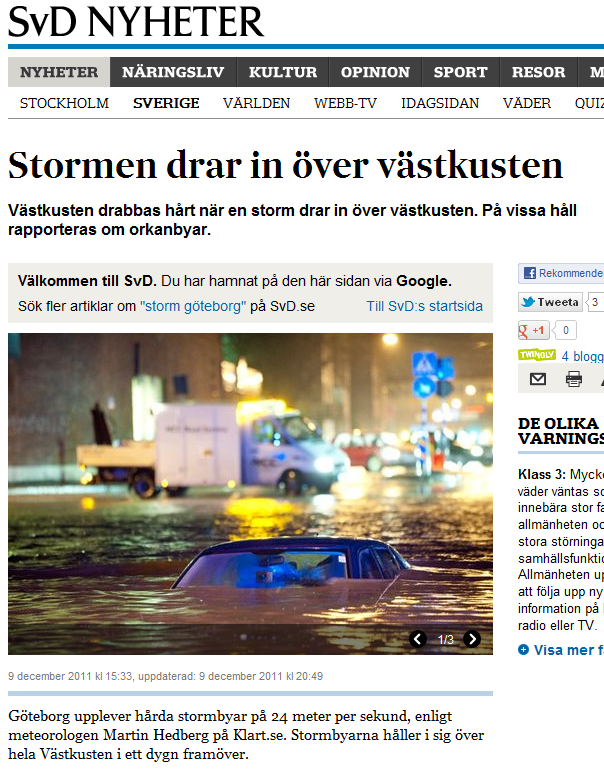 SvD NYHETER
NYHETER NÄRINGSLIV KULTUR OPINION SPORT RESOR M
STOCKHOLM SVERIGE VÄRLDEN WEBB-TV IDAGSIDAN VÄDER QUIZ
Stormen drar in över västkusten
Västkusten drabbas hårt när en storm drar in över västkusten. På vissa håll
rapporteras om orkanbyar.
Välkommen till SvD. Du har hamnat på den här sidan via Google.
Sök fler artiklar om "storm göteborg" på SvD.se Till SvD:s startsida
1/3
9 december 2011 kl 15:33, uppdaterad: 9 december 2011 kl 20:49
Göteborg upplever hårda stormbyar på 24 meter per sekund, enligt
meteorologen Martin Hedberg på Klart.se. Stormbyarna håller i sig över
hela Västkusten i ett dygn framöver.
Rekommende
Tweeta 3
+1 0
TWINGLY 4 blogg
DE OLIKA
VARNINGS
Klass 3: Mycke
väder väntas so
innebära stor fa
allmänheten oc
stora störninga
samhällsfunktio
Allmänheten up
att följa upp ny
information på
radio eller TV.
Visa mer f